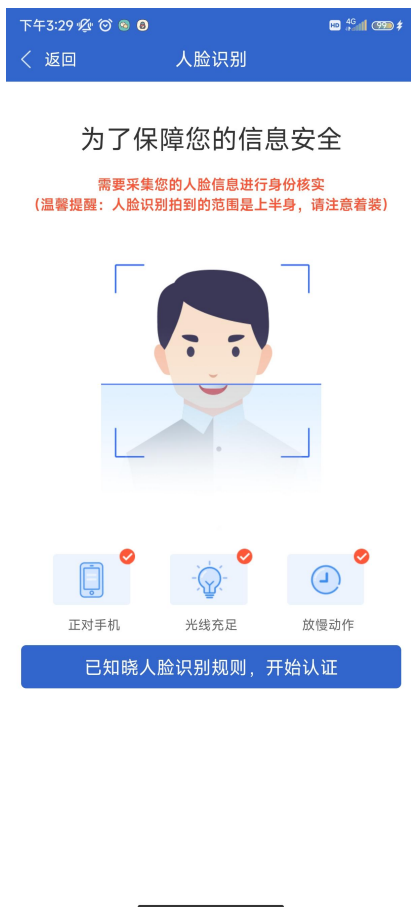 下午3:29 HD 4G 99
返回 人脸识别
为了保障您的信息安全
需要采集您的人脸信息进行身份核实
(温馨提醒：人脸识别拍到的范围是上半身，请注意着装)
正对手机 光线充足 放慢动作
已知晓人脸识别规则，开始认证